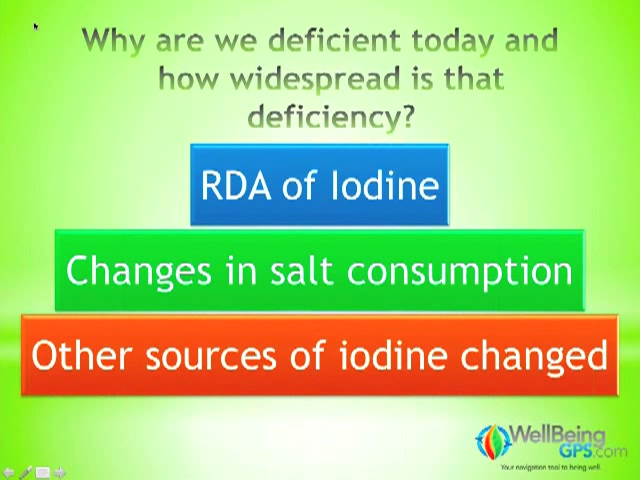 Why are we deficient today and
how widespread is that
deficiency?
RDA of Iodine
Changes in salt consumption
Other sources of iodine changed
WellBeing
GPS.com
Your navigation tool to being well.